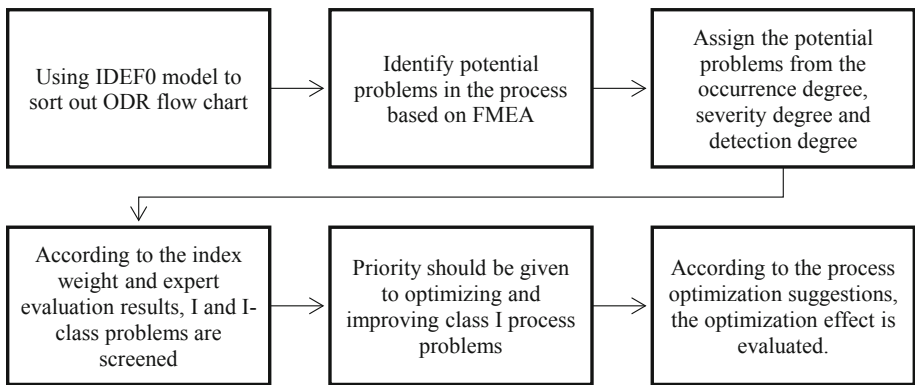 Using IDEF0 model to
sort out ODR flow chart
Identify potential
problems in the process
based on FMEA
Assign the potential
problems from the
occurrence degree,
severity degree and
detection degree
According to the index
weight and expert
evaluation results, I and I-
class problems are
screened
Priority should be given
to optimizing and
improving class I process
problems
According to the process
optimization suggestions,
the optimization effect is
evaluated.